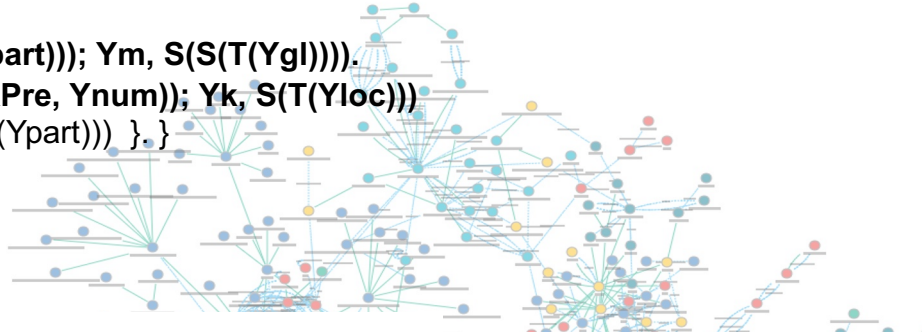 part))); Ym, S(S(T(Ygl)))).
Pre, Ynum)); Yk, S(T(Yloc)))
(Ypart))) }. }